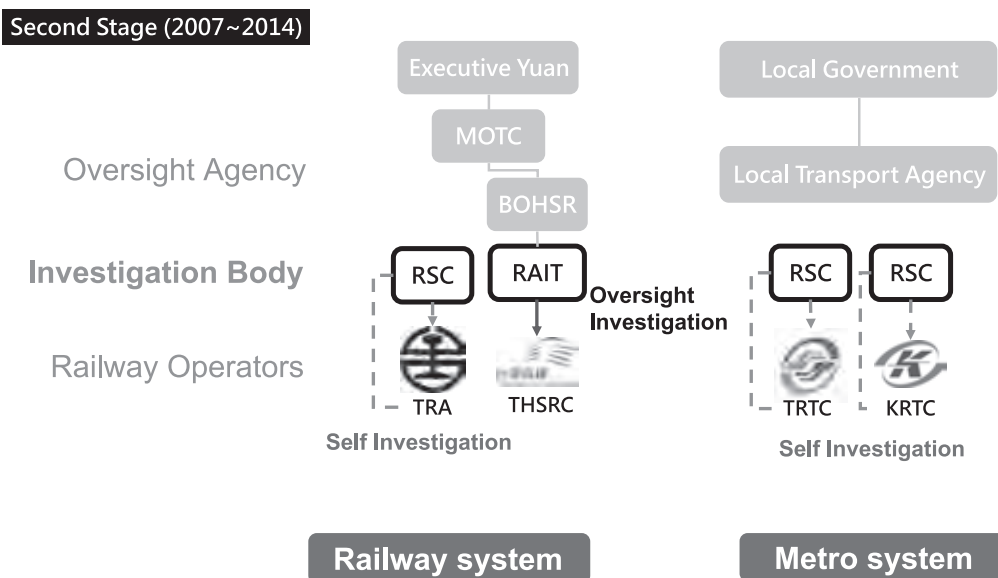 Second Stage (2007~2014)
Executive Yuan
Local Government
MOTC
Oversight Agency
Local Transport Agency
BOHSR
Investigation Body
RSC
RAIT
RSC
RSC
Oversight
Investigation
Railway Operators
TRA
THSRC
TRTC
KRTC
Self Investigation
Self Investigation
Railway system
Metro system